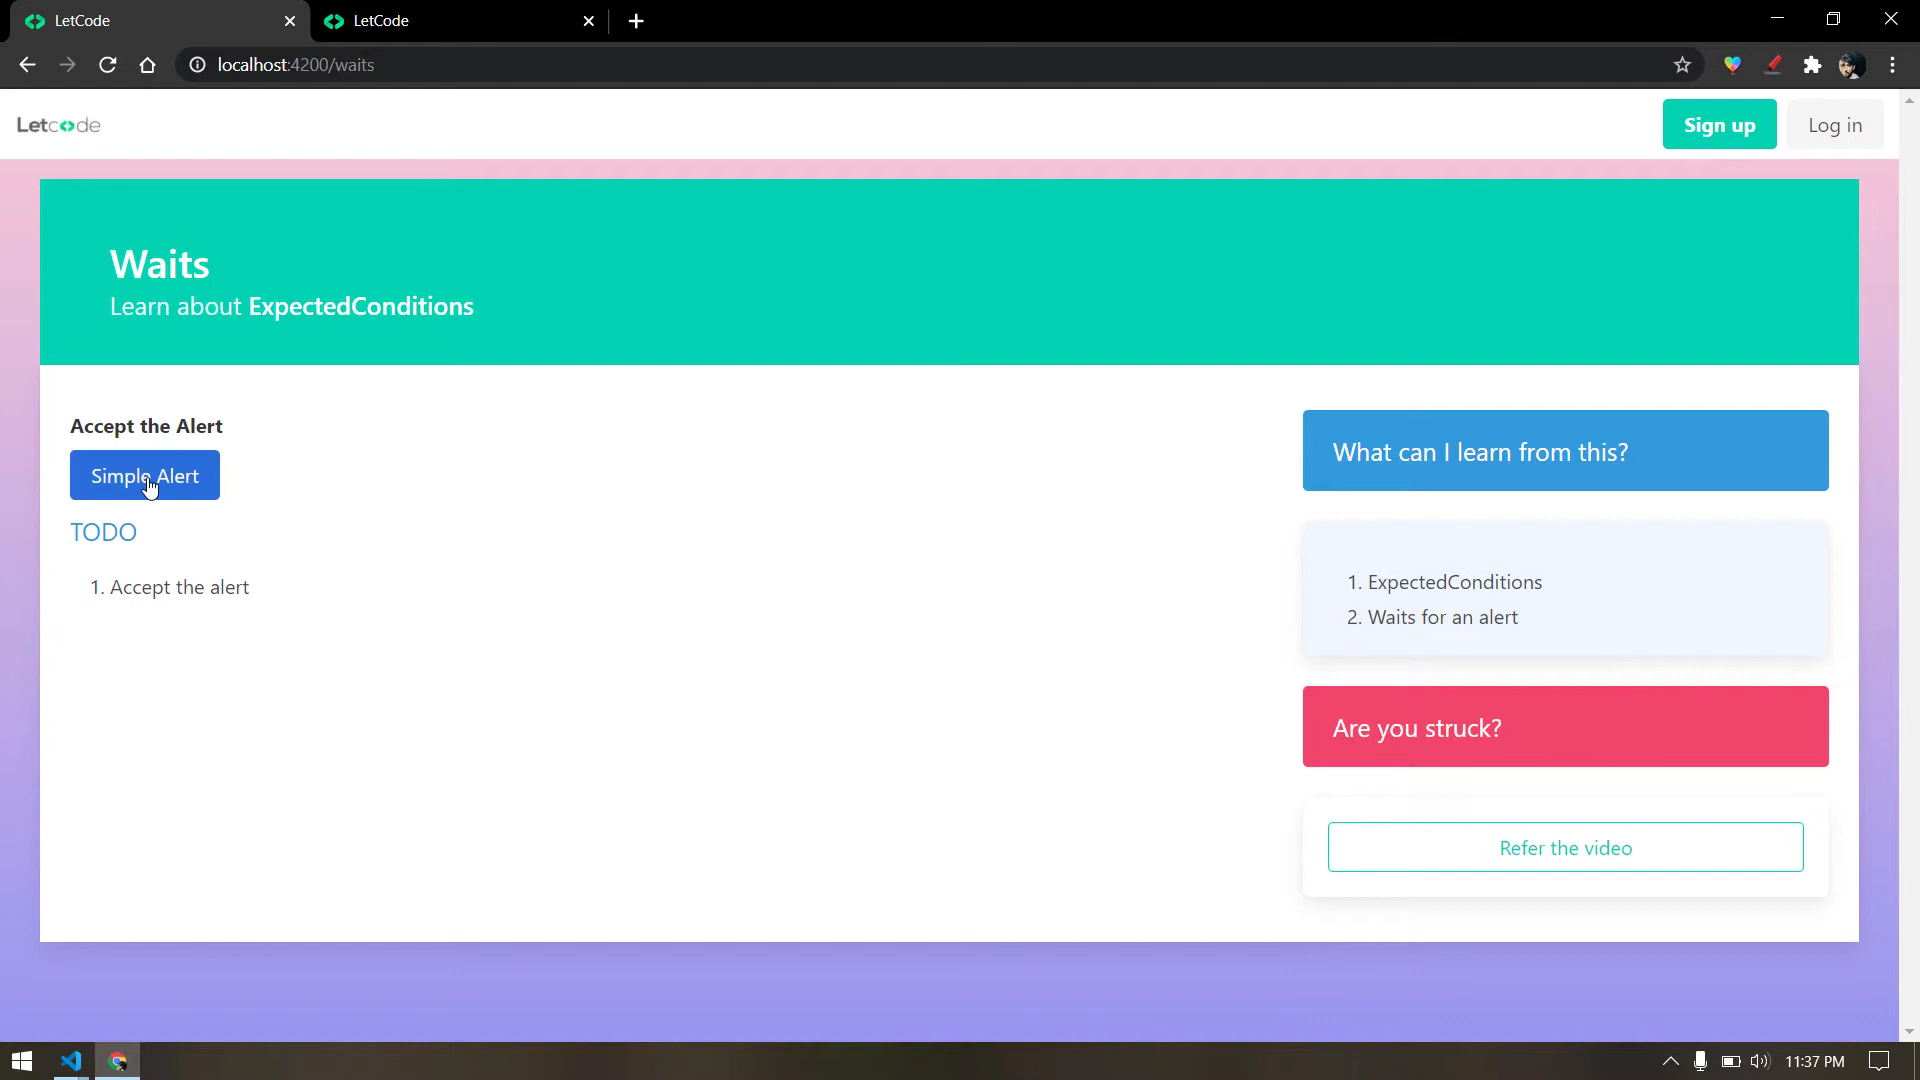 LetCode
LetCode
localhost:4200/waits
Letcode
Sign up
Log in
Waits
Learn about ExpectedConditions
Accept the Alert
Simple Alert
TODO
1. Accept the alert
What can I learn from this?
1. ExpectedConditions
2. Waits for an alert
Are you struck?
Refer the video
11:37 PM